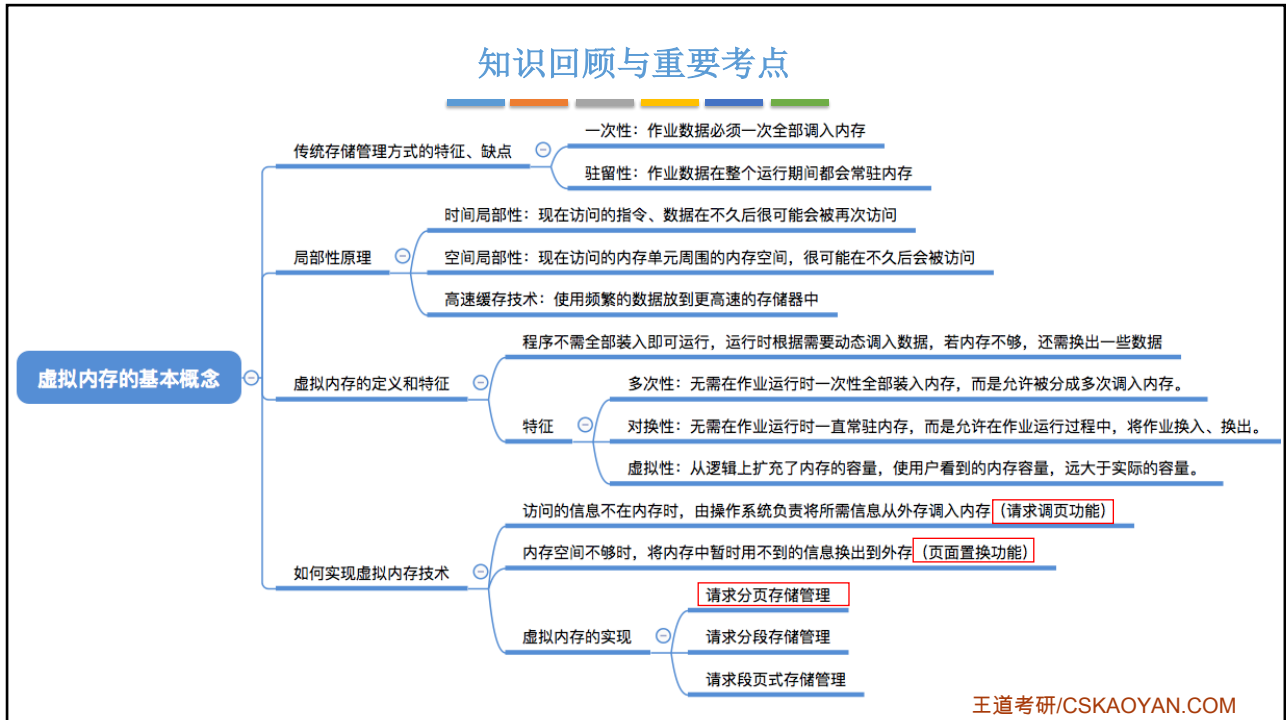 知识回顾与重要考点
一次性：作业数据必须一次全部调入内存
传统存储管理方式的特征、缺点
驻留性：作业数据在整个运行期间都会常驻内存
时间局部性：现在访问的指令、数据在不久后很可能会被再次访问
局部性原理
空间局部性：现在访问的内存单元周围的内存空间，很可能在不久后会被访问
高速缓存技术：使用频繁的数据放到更高速的存储器中
虚拟内存的基本概念
程序不需全部装入即可运行，运行时根据需要动态调入数据，若内存不够，还需换出一些数据
虚拟内存的定义和特征
多次性：无需在作业运行时一次性全部装入内存，而是允许被分成多次调入内存。
特征
对换性：无需在作业运行时一直常驻内存，而是允许在作业运行过程中，将作业换入、换出。
虚拟性：从逻辑上扩充了内存的容量，使用户看到的内存容量，远大于实际的容量。
访问的信息不在内存时，由操作系统负责将所需信息从外存调入内存（请求调页功能）
内存空间不够时，将内存中暂时用不到的信息换出到外存（页面置换功能）
如何实现虚拟内存技术
请求分页存储管理
虚拟内存的实现
请求分段存储管理
请求段页式存储管理
王道考研/CSKAOYAN.COM